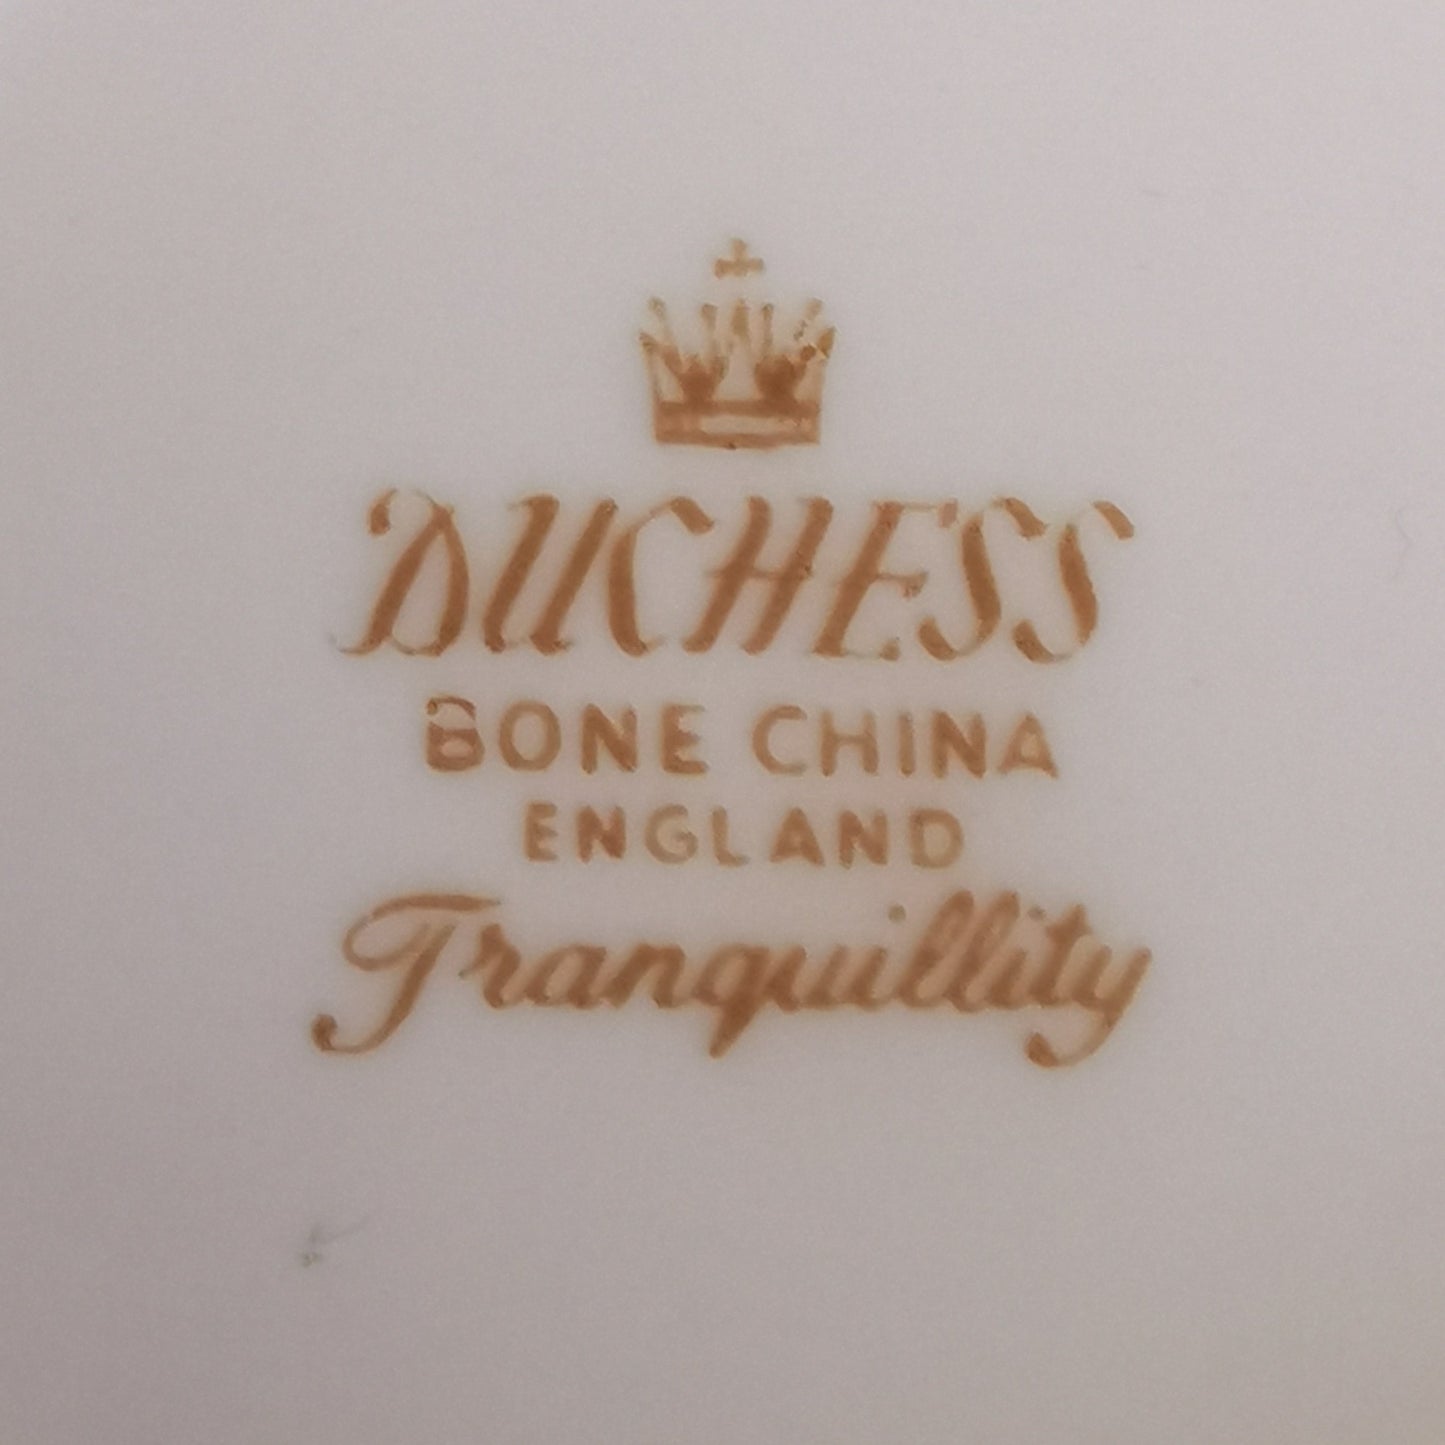 DUCHESS
BONE CHINA
ENGLAND
Tranquillity